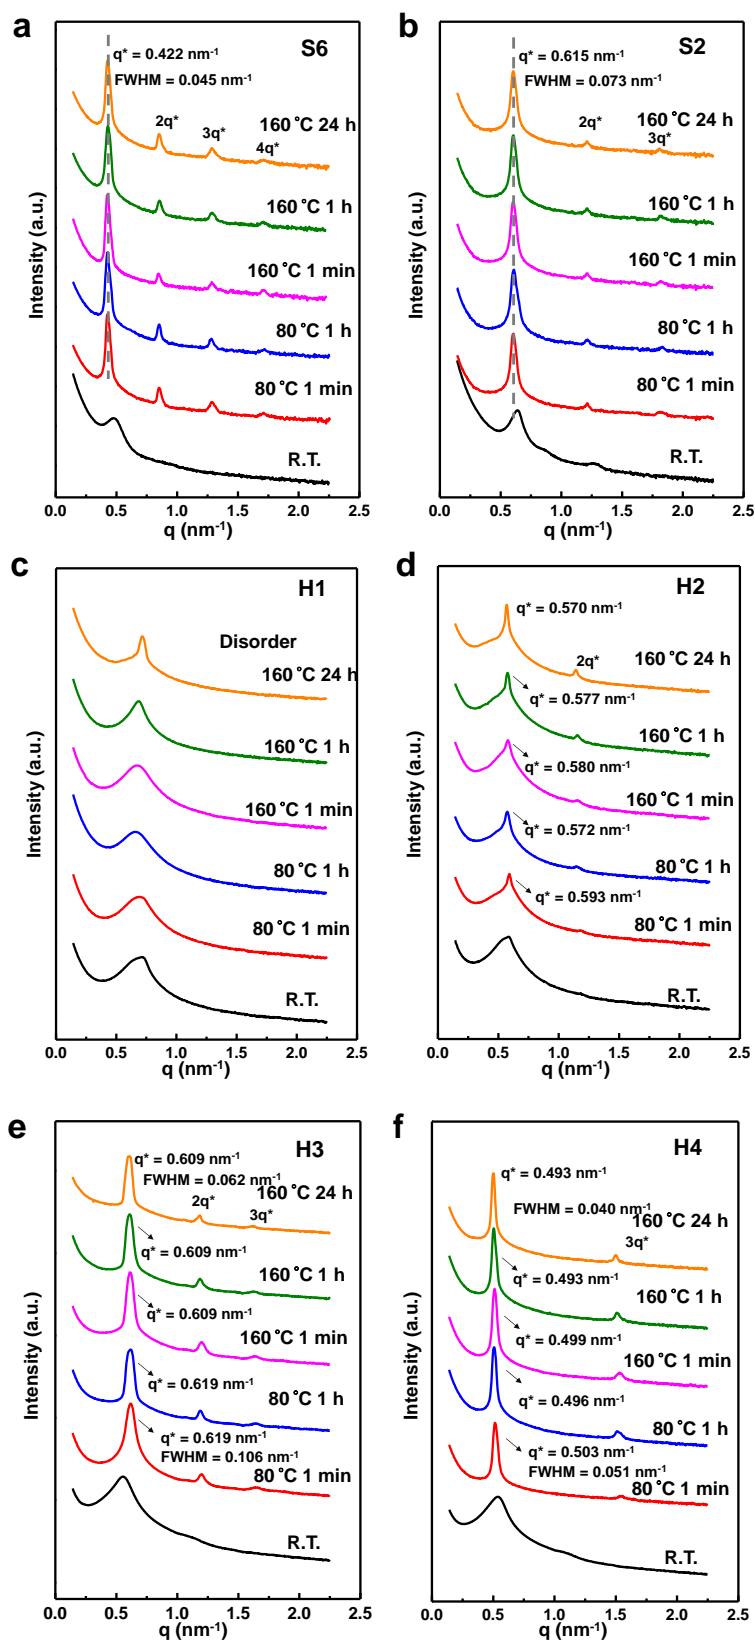 a
S6
q* = 0.422 nm⁻¹
FWHM = 0.045 nm⁻¹
2q*
3q*
4q*
160 °C 24 h
160 °C 1 h
160 °C 1 min
80 °C 1 h
80 °C 1 min
R.T.
Intensity (a.u.)
0.0 0.5 1.0 1.5 2.0 2.5
q (nm⁻¹)
b
S2
q* = 0.615 nm⁻¹
FWHM = 0.073 nm⁻¹
2q*
3q*
160 °C 24 h
160 °C 1 h
160 °C 1 min
80 °C 1 h
80 °C 1 min
R.T.
Intensity (a.u.)
0.0 0.5 1.0 1.5 2.0 2.5
q (nm⁻¹)
c
H1
Disorder
160 °C 24 h
160 °C 1 h
160 °C 1 min
80 °C 1 h
80 °C 1 min
R.T.
Intensity (a.u.)
0.0 0.5 1.0 1.5 2.0 2.5
q (nm⁻¹)
d
H2
q* = 0.570 nm⁻¹
2q*
160 °C 24 h
q* = 0.577 nm⁻¹
160 °C 1 h
q* = 0.580 nm⁻¹
160 °C 1 min
q* = 0.572 nm⁻¹
80 °C 1 h
q* = 0.593 nm⁻¹
80 °C 1 min
R.T.
Intensity (a.u.)
0.0 0.5 1.0 1.5 2.0 2.5
q (nm⁻¹)
e
H3
q* = 0.609 nm⁻¹
FWHM = 0.062 nm⁻¹
160 °C 24 h
2q*
3q*
q* = 0.609 nm⁻¹
160 °C 1 h
q* = 0.609 nm⁻¹
160 °C 1 min
q* = 0.619 nm⁻¹
80 °C 1 h
q* = 0.619 nm⁻¹
FWHM = 0.106 nm⁻¹
80 °C 1 min
R.T.
Intensity (a.u.)
0.0 0.5 1.0 1.5 2.0 2.5
q (nm⁻¹)
f
H4
q* = 0.493 nm⁻¹
FWHM = 0.040 nm⁻¹
160 °C 24 h
3q*
q* = 0.493 nm⁻¹
160 °C 1 h
q* = 0.499 nm⁻¹
160 °C 1 min
q* = 0.496 nm⁻¹
80 °C 1 h
q* = 0.503 nm⁻¹
FWHM = 0.051 nm⁻¹
80 °C 1 min
R.T.
Intensity (a.u.)
0.0 0.5 1.0 1.5 2.0 2.5
q (nm⁻¹)